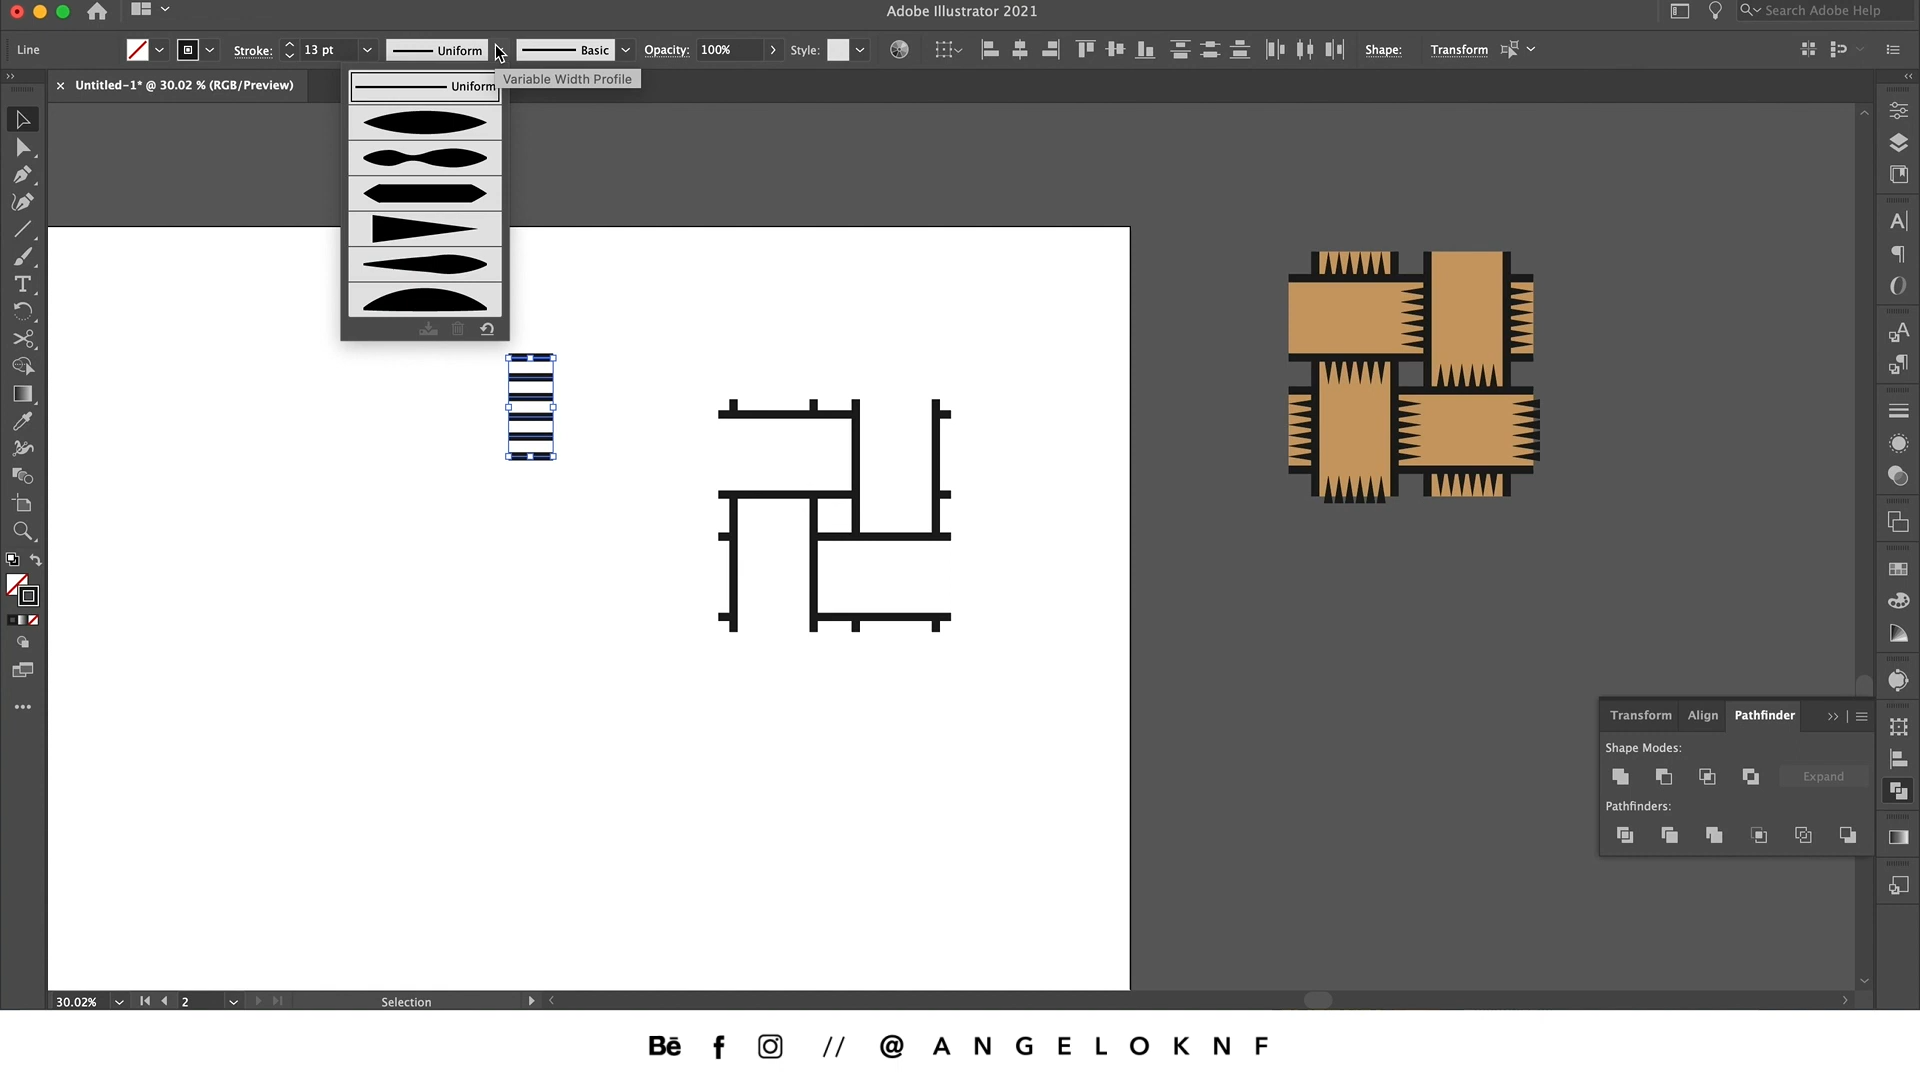 Adobe Illustrator 2021
Search Adobe Help
Line
Stroke: 13 pt
Uniform
Basic
Opacity: 100%
Style:
Shape:
Transform
Untitled-1* @ 30.02 % (RGB/Preview)
Uniform
Variable Width Profile
Transform Align Pathfinder
Shape Modes:
Expand
Pathfinders:
30.02%
2
Selection
Bē f // @ANGELOKNF